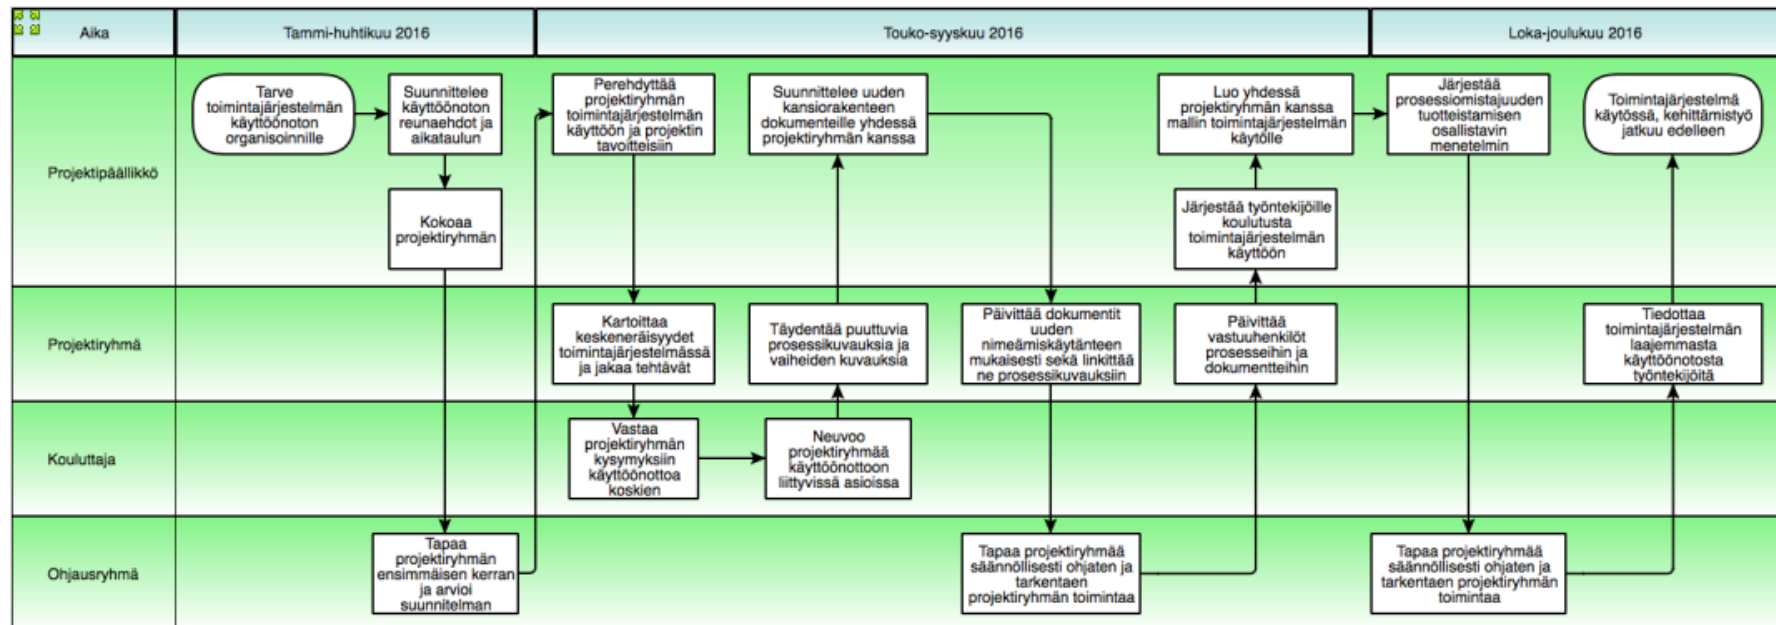 Aika
Tammi-huhtikuu 2016
Touko-syyskuu 2016
Loka-joulukuu 2016
Projektipäällikkö
Tarve
toimintajärjestelmän
käyttöönoton
organisoinnille
Suunnittelee
käyttöönoton
reunaehdot ja
aikataulun
Kokoaa
projektiryhmän
Perehdyttää
projektiryhmän
toimintajärjestelmän
käyttöön ja projektin
tavoitteisiin
Suunnittelee uuden
kansiorakenteen
dokumenteille yhdessä
projektiryhmän kanssa
Luo yhdessä
projektiryhmän kanssa
mallin toimintajärjestelmän
käytölle
Järjestää työntekijöille
koulutusta
toimintajärjestelmän
käyttöön
Järjestää
prosessiomistajuuden
tuotteistamisen
osallistavin
menetelmin
Toimintajärjestelmä
käytössä, kehittämistyö
jatkuu edelleen
Projektiryhmä
Kartoittaa
keskeneräisyydet
toimintajärjestelmässä
ja jakaa tehtävät
Täydentää puuttuvia
prosessikuvauksia ja
vaiheiden kuvauksia
Päivittää dokumentit
uuden
nimeämiskäytänteen
mukaisesti sekä linkittää
ne prosessikuvauksiin
Päivittää
vastuuhenkilöt
prosesseihin ja
dokumentteihin
Tiedottaa
toimintajärjestelmän
laajemmasta
käyttöönotosta
työntekijöitä
Kouluttaja
Vastaa
projektiryhmän
kysymyksiin
käyttöönottoa
koskien
Neuvoo
projektiryhmää
käyttöönottoon
liittyvissä asioissa
Ohjausryhmä
Tapaa
projektiryhmän
ensimmäisen kerran
ja arvioi
suunnitelman
Tapaa projektiryhmää
säännöllisesti ohjaten ja
tarkentaen
projektiryhmän toimintaa
Tapaa projektiryhmää
säännöllisesti ohjaten ja
tarkentaen projektiryhmän
toimintaa